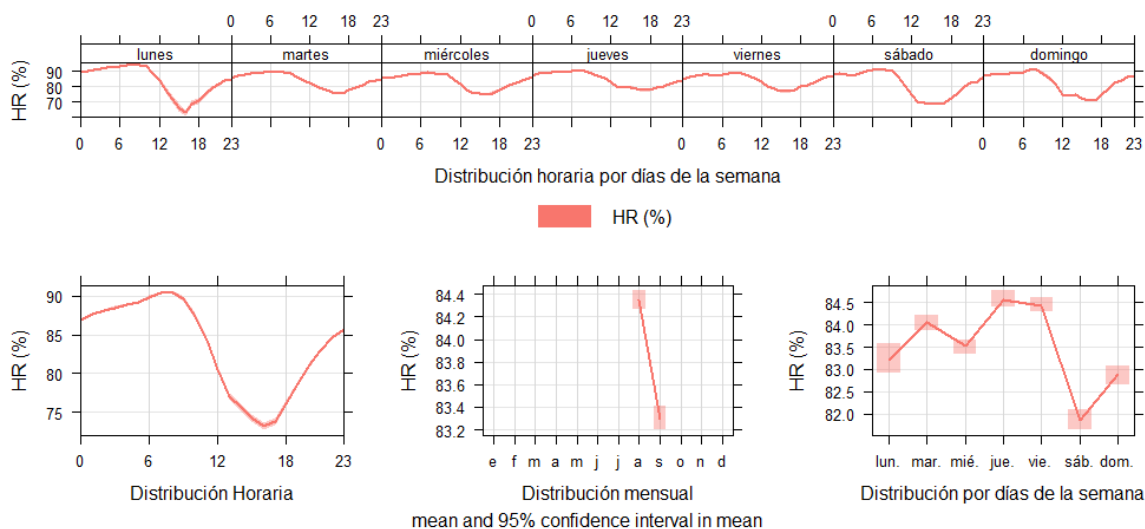 0 6 12 18 23 0 6 12 18 23 0 6 12 18 23
lunes martes miércoles jueves viernes sábado domingo
HR (%)
90
80
70
0 6 12 18 23 0 6 12 18 23 0 6 12 18 23 0 6 12 18 23
Distribución horaria por días de la semana
HR (%)
HR (%)
90
85
80
75
0 6 12 18 23
Distribución Horaria
HR (%)
84.4
84.2
84.0
83.8
83.6
83.4
83.2
e f m a m j j a s o n d
Distribución mensual
HR (%)
84.5
84.0
83.5
83.0
82.5
82.0
lun. mar. mié. jue. vie. sáb. dom.
Distribución por días de la semana
mean and 95% confidence interval in mean